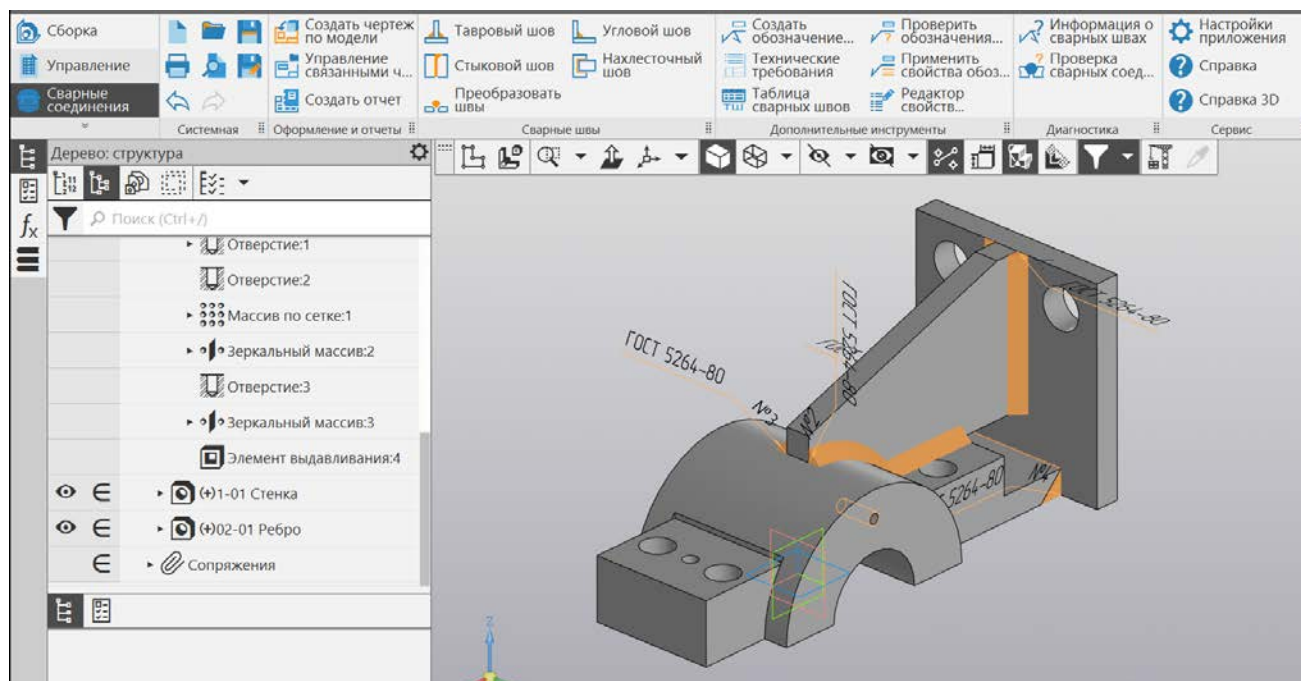 Сборка
Управление
Сварные
соединения
Создать чертеж
по модели
Управление
связанными ч...
Создать отчет
Тавровый шов
Угловой шов
Стыковой шов
Нахлесточный
шов
Преобразовать
швы
Создать
обозначение...
Проверить
обозначения...
Технические
требования
Применить
свойства обоз...
Таблица
сварных швов
Редактор
свойств...
Информация о
сварных швах
Проверка
сварных соед...
Настройки
приложения
Справка
Справка 3D
Системная
Оформление и отчеты
Сварные швы
Дополнительные инструменты
Диагностика
Сервис
Дерево: структура
Поиск (Ctrl+/)
Отверстие:1
Отверстие:2
Массив по сетке:1
Зеркальный массив:2
Отверстие:3
Зеркальный массив:3
Элемент выдавливания:4
(+)1-01 Стенка
(+)02-01 Ребро
Сопряжения
ГОСТ 5264-80
№3
№2
ГОСТ 5264-80
ГОСТ 5264-80
5264-80
№4
Z